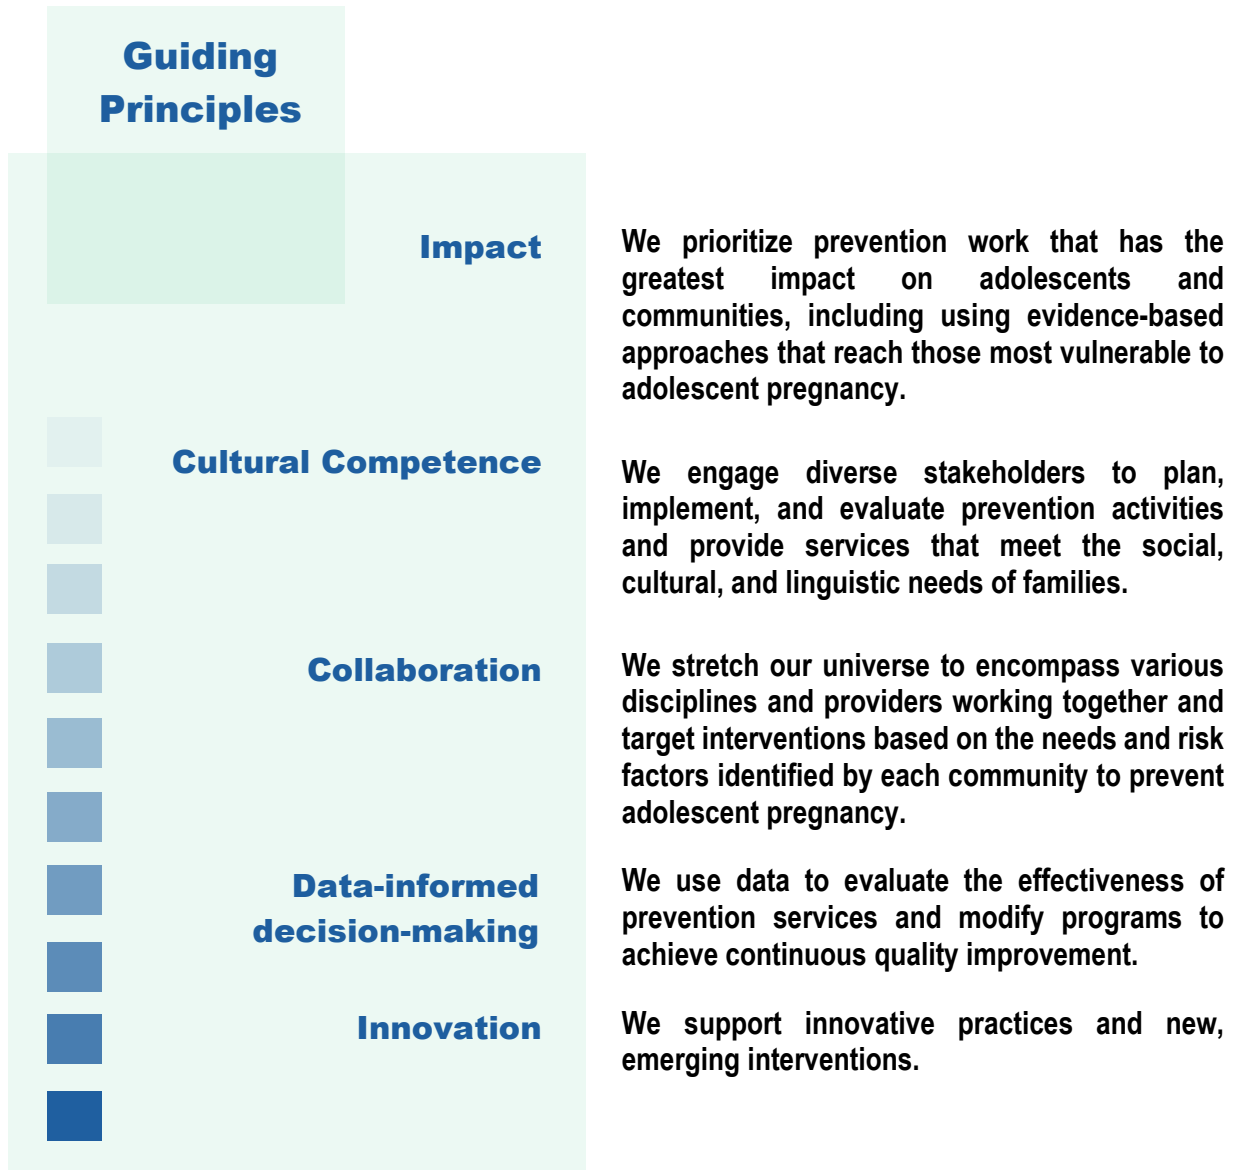 Guiding
Principles
Impact
We prioritize prevention work that has the
greatest impact on adolescents and
communities, including using evidence-based
approaches that reach those most vulnerable to
adolescent pregnancy.
Cultural Competence
We engage diverse stakeholders to plan,
implement, and evaluate prevention activities
and provide services that meet the social,
cultural, and linguistic needs of families.
Collaboration
We stretch our universe to encompass various
disciplines and providers working together and
target interventions based on the needs and risk
factors identified by each community to prevent
adolescent pregnancy.
Data-informed
decision-making
We use data to evaluate the effectiveness of
prevention services and modify programs to
achieve continuous quality improvement.
Innovation
We support innovative practices and new,
emerging interventions.